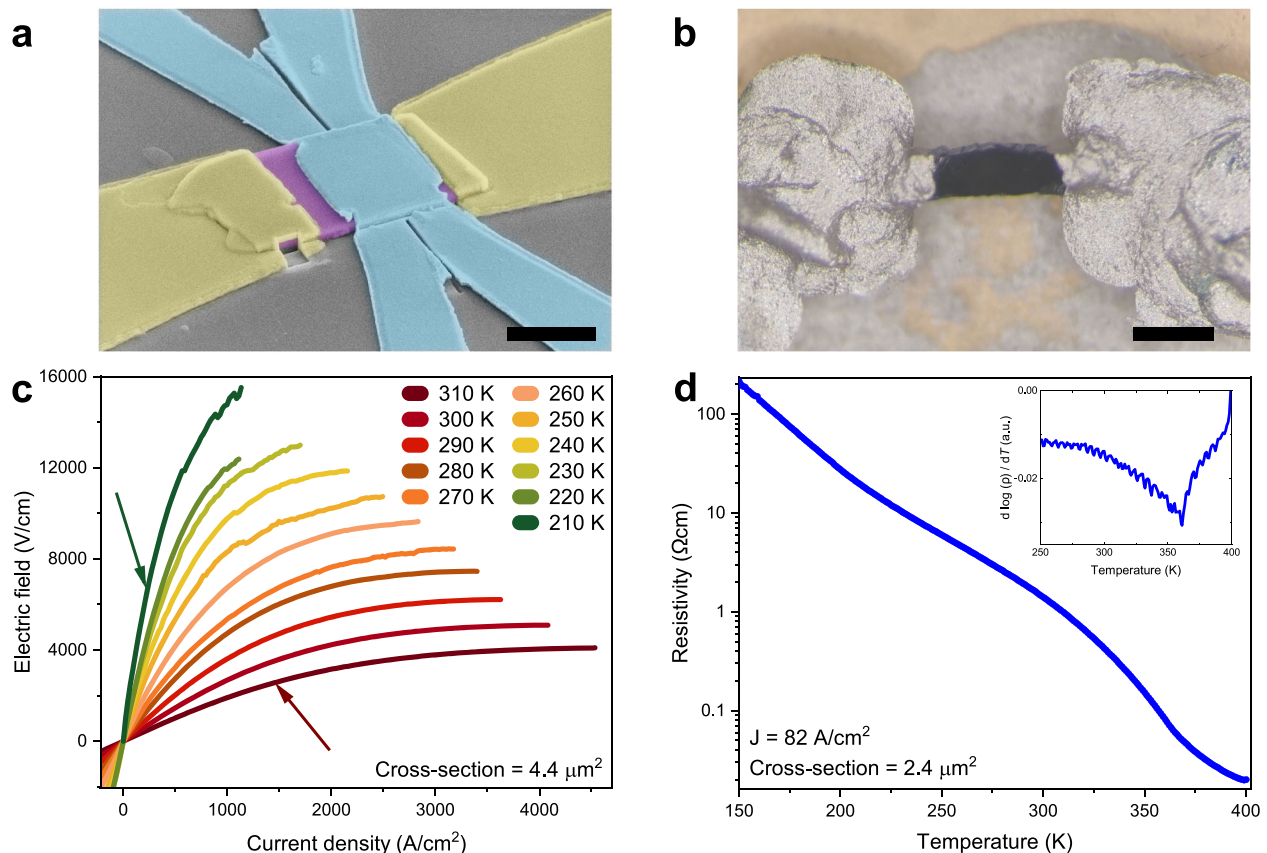 a
b
c
16000
12000
8000
4000
0
Electric field (V/cm)
0
1000
2000
3000
4000
Current density (A/cm²)
310 K
300 K
290 K
280 K
270 K
260 K
250 K
240 K
230 K
220 K
210 K
Cross-section = 4.4 μm²
d
100
10
1
0.1
Resistivity (Ωcm)
150
200
250
300
350
400
Temperature (K)
J = 82 A/cm²
Cross-section = 2.4 μm²
0.00
-0.02
d log (ρ) / dT (a.u.)
250
300
350
400
Temperature (K)